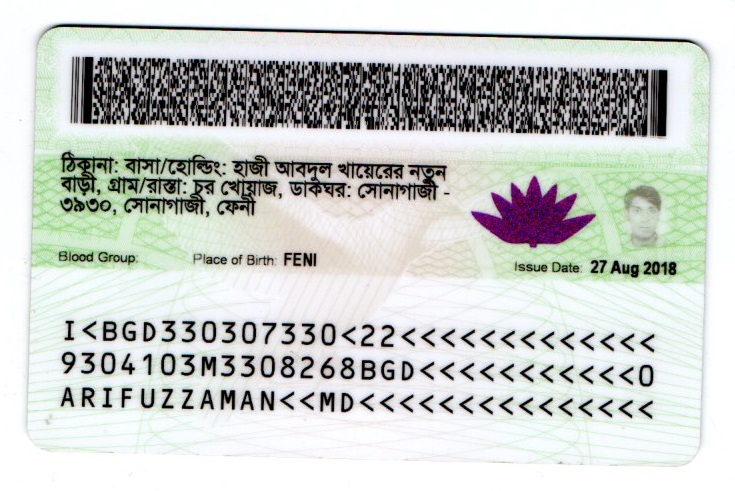 ঠিকানা: বাসা/হোল্ডিং: হাজী আবদুল খায়েরের নতুন
বাড়ী, গ্রাম/রাস্তা: চর খোয়াজ, ডাকঘর: সোনাগাজী -
৩৯৩০, সোনাগাজী, ফেনী
Blood Group: Place of Birth: FENI Issue Date: 27 Aug 2018
I<BGD330307330<22<<<<<<<<<<<<<
9304103M3308268BGD<<<<<<<<<<<0
ARIFUZZAMAN<<MD<<<<<<<<<<<<<<<